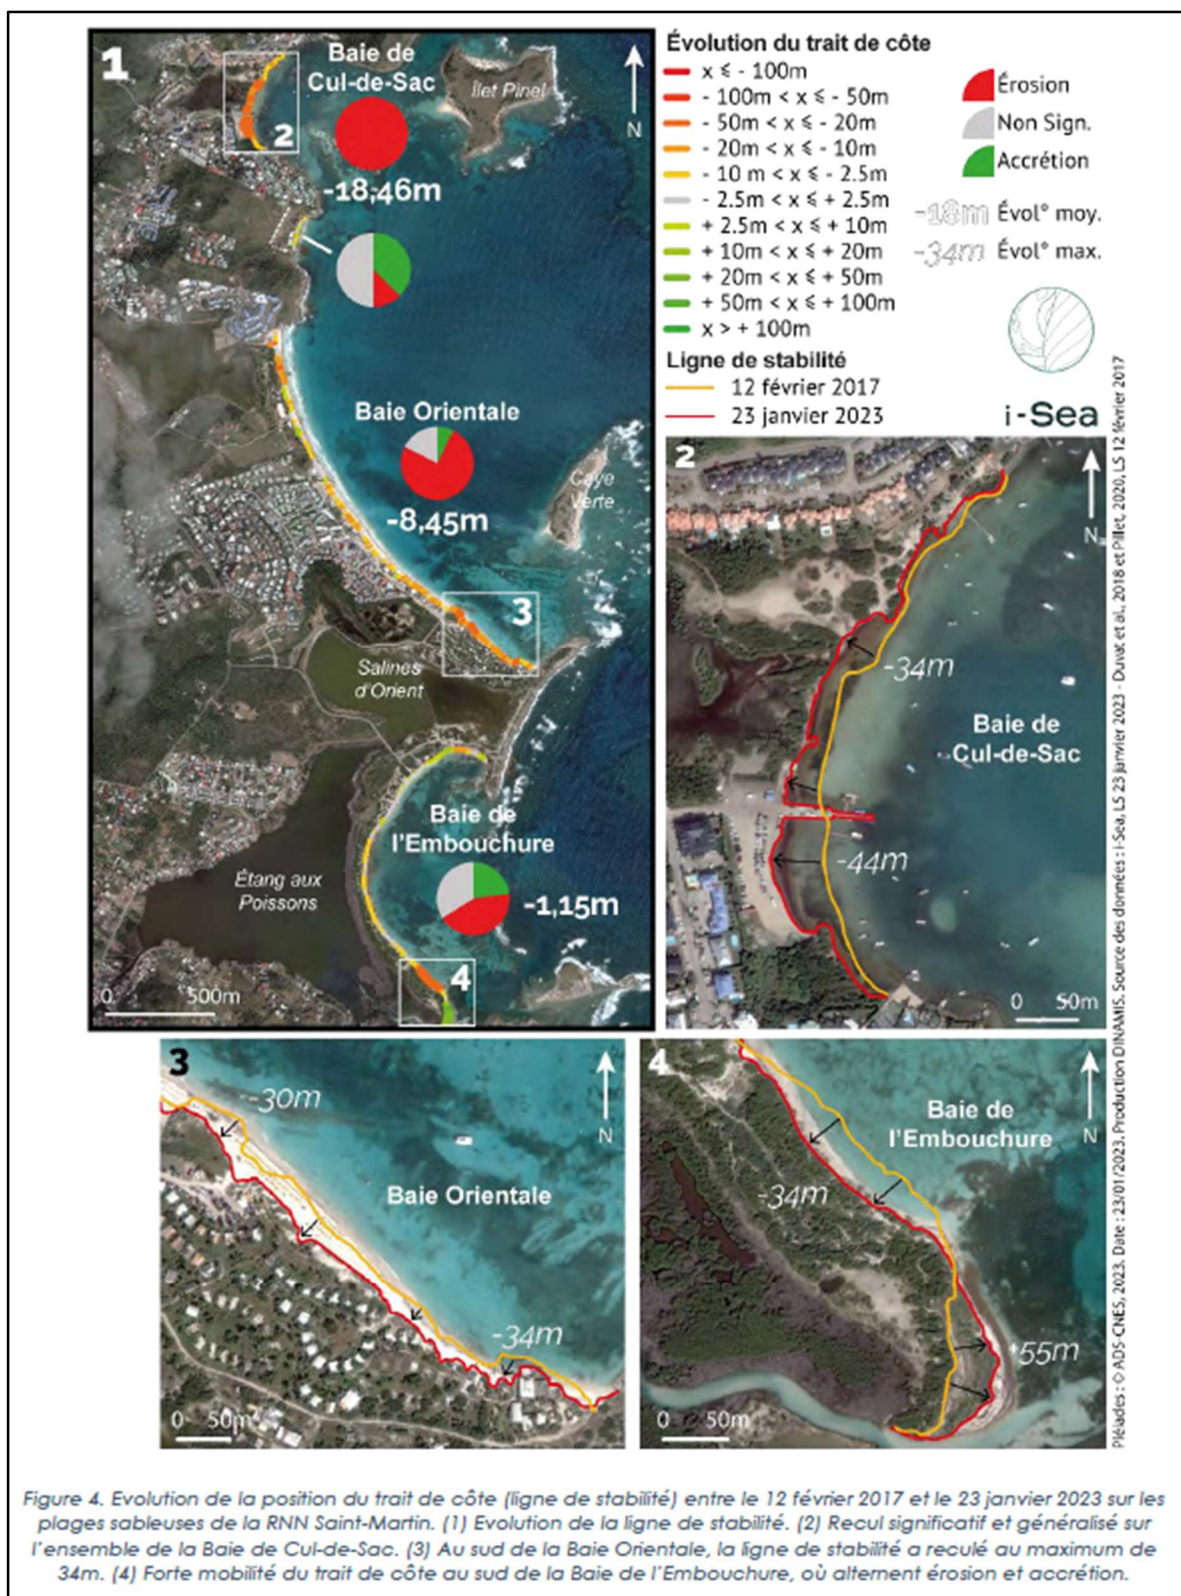 1
Baie de
Cul-de-Sac
Îlet Pinel
N
2
-18,46m
Baie Orientale
-8,45m
Caye
Verte
3
Salines
d'Orient
Baie de
l'Embouchure
Étang aux
Poissons
-1,15m
4
0 500m
Évolution du trait de côte
x ⩽ - 100m
- 100m < x ⩽ - 50m
- 50m < x ⩽ - 20m
- 20m < x ⩽ - 10m
- 10 m < x ⩽ - 2.5m
- 2.5m < x ⩽ + 2.5m
+ 2.5m < x ⩽ + 10m
+ 10m < x ⩽ + 20m
+ 20m < x ⩽ + 50m
+ 50m < x ⩽ + 100m
x > + 100m
Érosion
Non Sign.
Accrétion
-18m Évol° moy.
-34m Évol° max.
Ligne de stabilité
12 février 2017
23 janvier 2023
i-Sea
2
N
-34m
Baie de
Cul-de-Sac
-44m
0 50m
3
-30m
N
Baie Orientale
-34m
0 50m
4
Baie de
l'Embouchure
N
-34m
+55m
0 50m
Pléiades : © ADS-CNES, 2023. Date : 23/01/2023. Production DINAMIS. Source des données : i-Sea, LS 23 janvier 2023 - Duvat et al., 2018 et Pillet, 2020, LS 12 février 2017
Figure 4. Evolution de la position du trait de côte (ligne de stabilité) entre le 12 février 2017 et le 23 janvier 2023 sur les
plages sableuses de la RNN Saint-Martin. (1) Evolution de la ligne de stabilité. (2) Recul significatif et généralisé sur
l'ensemble de la Baie de Cul-de-Sac. (3) Au sud de la Baie Orientale, la ligne de stabilité a reculé au maximum de
34m. (4) Forte mobilité du trait de côte au sud de la Baie de l'Embouchure, où alternent érosion et accrétion.